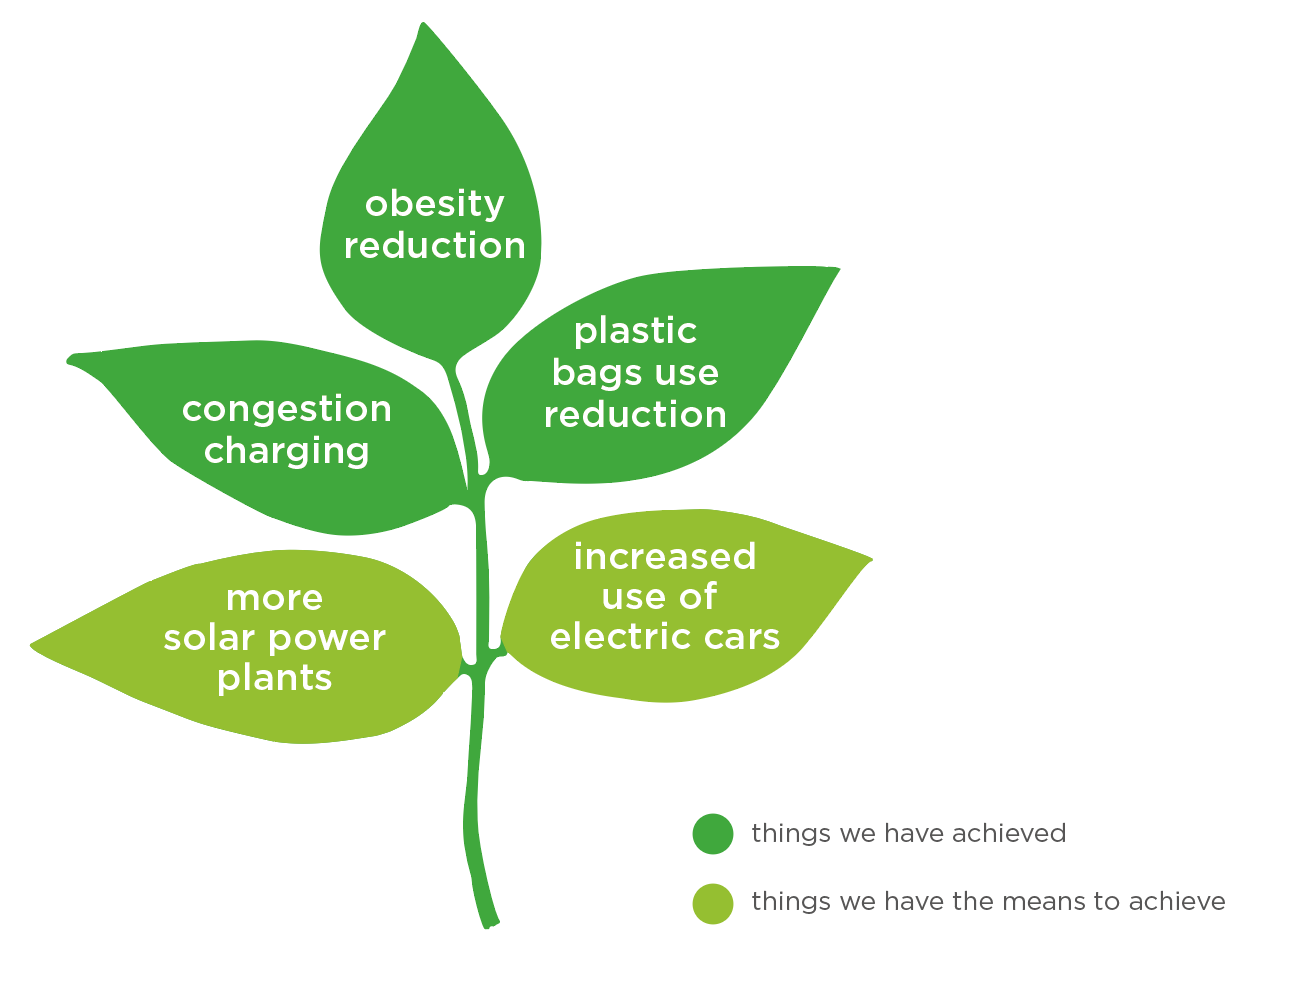 obesity
reduction
plastic
bags use
reduction
congestion
charging
increased
use of
electric cars
more
solar power
plants
things we have achieved
things we have the means to achieve